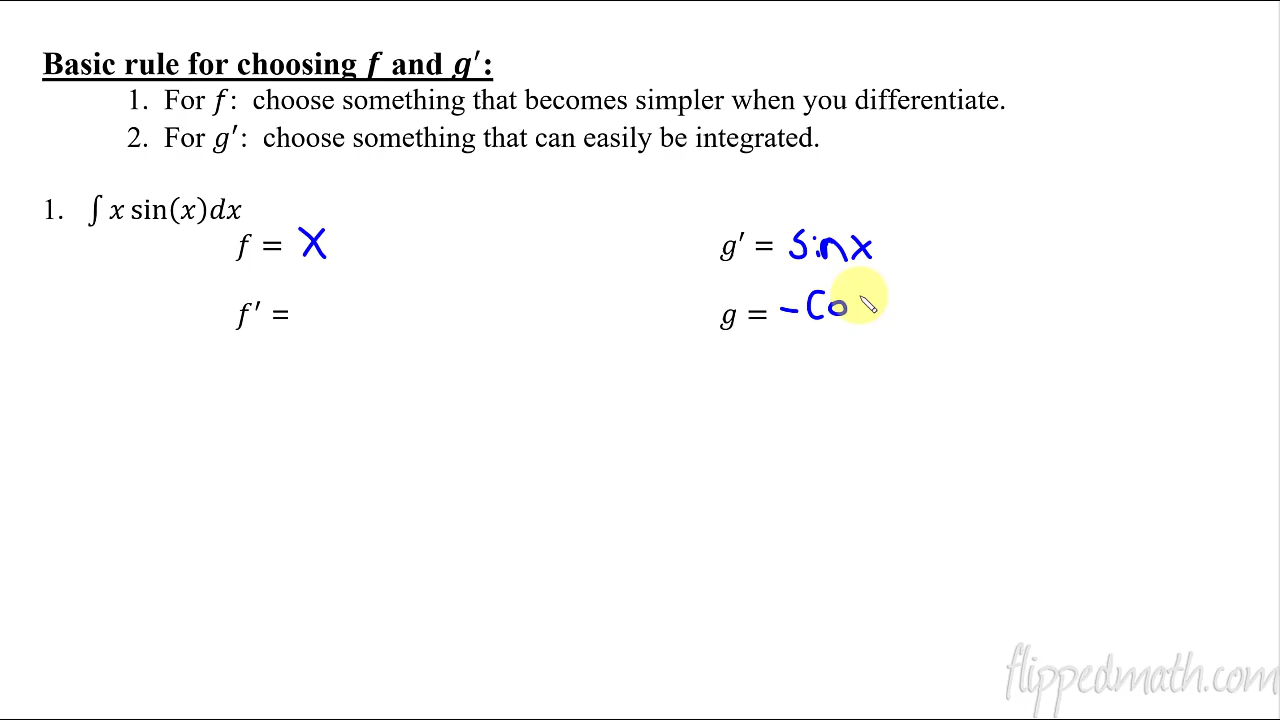 Basic rule for choosing f and g′:
1. For f: choose something that becomes simpler when you differentiate.
2. For g′: choose something that can easily be integrated.
1. ∫ x sin(x)dx
f = x g′ = sinx
f′ = g = -Co
flippedmath.com